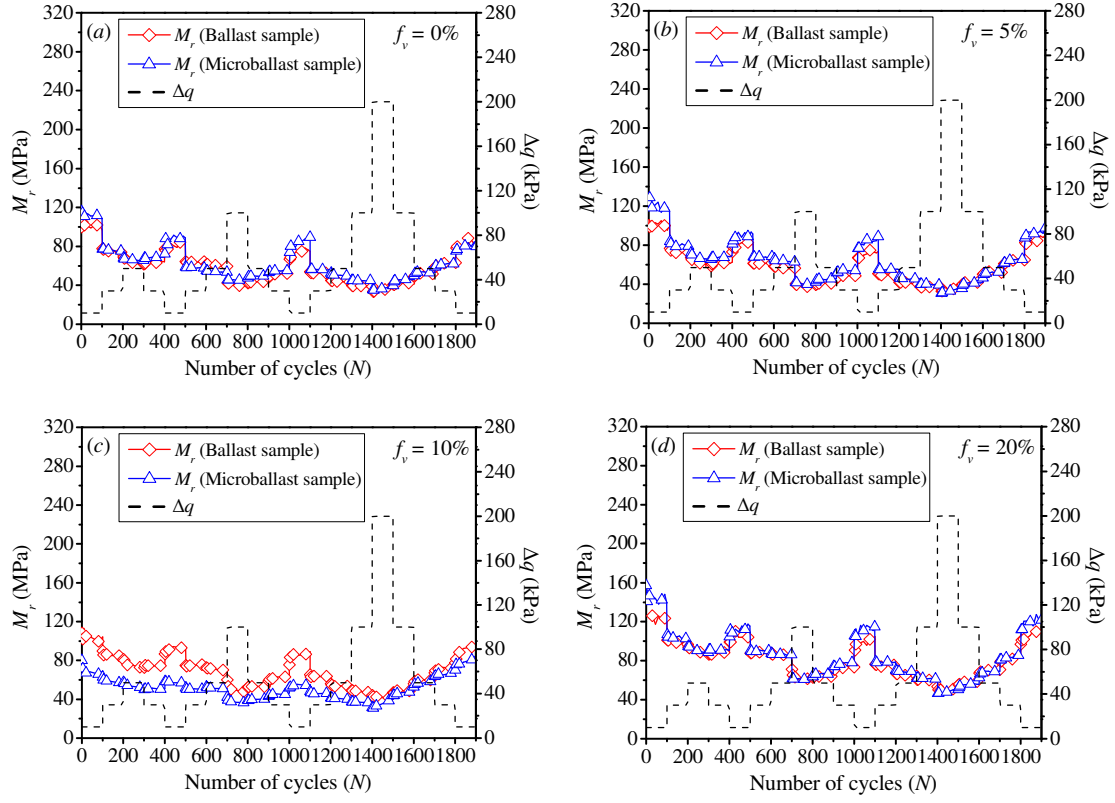 (a)
M_r (Ballast sample)
M_r (Microballast sample)
Δq
f_v = 0%
320
280
240
200
160
120
80
40
0
M_r (MPa)
280
240
200
160
120
80
40
0
Δq (kPa)
0 200 400 600 800 1000 1200 1400 1600 1800
Number of cycles (N)
(b)
M_r (Ballast sample)
M_r (Microballast sample)
Δq
f_v = 5%
320
280
240
200
160
120
80
40
0
M_r (MPa)
280
240
200
160
120
80
40
0
Δq (kPa)
0 200 400 600 800 1000 1200 1400 1600 1800
Number of cycles (N)
(c)
M_r (Ballast sample)
M_r (Microballast sample)
Δq
f_v = 10%
320
280
240
200
160
120
80
40
0
M_r (MPa)
280
240
200
160
120
80
40
0
Δq (kPa)
0 200 400 600 800 1000 1200 1400 1600 1800
Number of cycles (N)
(d)
M_r (Ballast sample)
M_r (Microballast sample)
Δq
f_v = 20%
320
280
240
200
160
120
80
40
0
M_r (MPa)
280
240
200
160
120
80
40
0
Δq (kPa)
0 200 400 600 800 1000 1200 1400 1600 1800
Number of cycles (N)